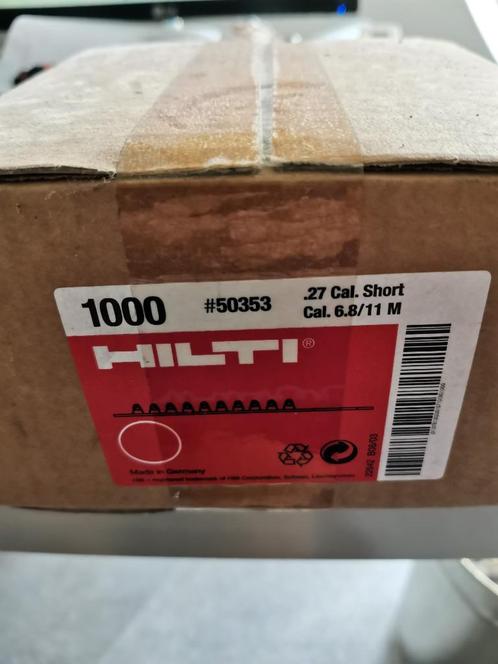 1000
#50353
.27 Cal. Short
Cal. 6.8/11 M
HILTI®
Made in Germany